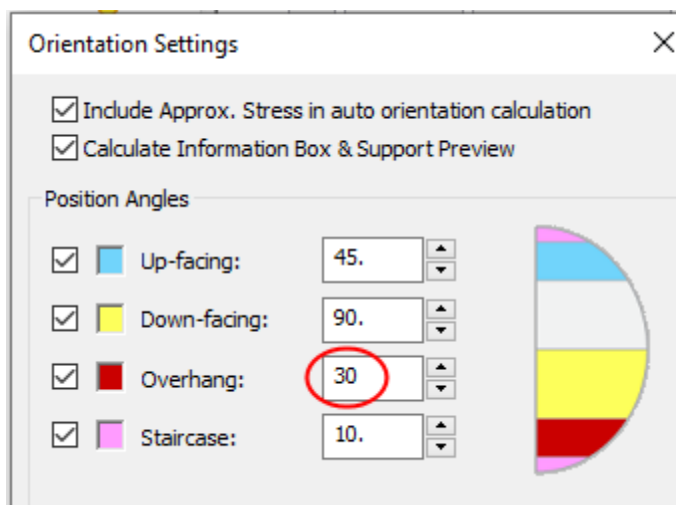 Orientation Settings
Include Approx. Stress in auto orientation calculation
Calculate Information Box & Support Preview
Position Angles
Up-facing: 45.
Down-facing: 90.
Overhang: 30
Staircase: 10.